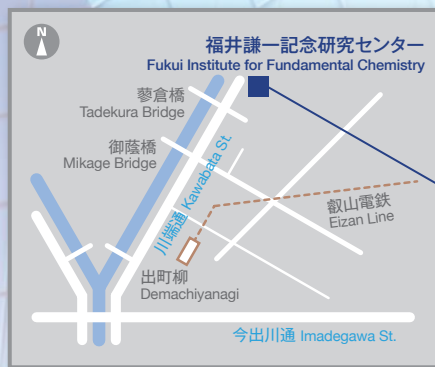 N
福井謙一記念研究センター
Fukui Institute for Fundamental Chemistry
蓼倉橋
Tadekura Bridge
御蔭橋
Mikage Bridge
川端通 Kawabata St.
叡山電鉄
Eizan Line
出町柳
Demachiyanagi
今出川通 Imadegawa St.